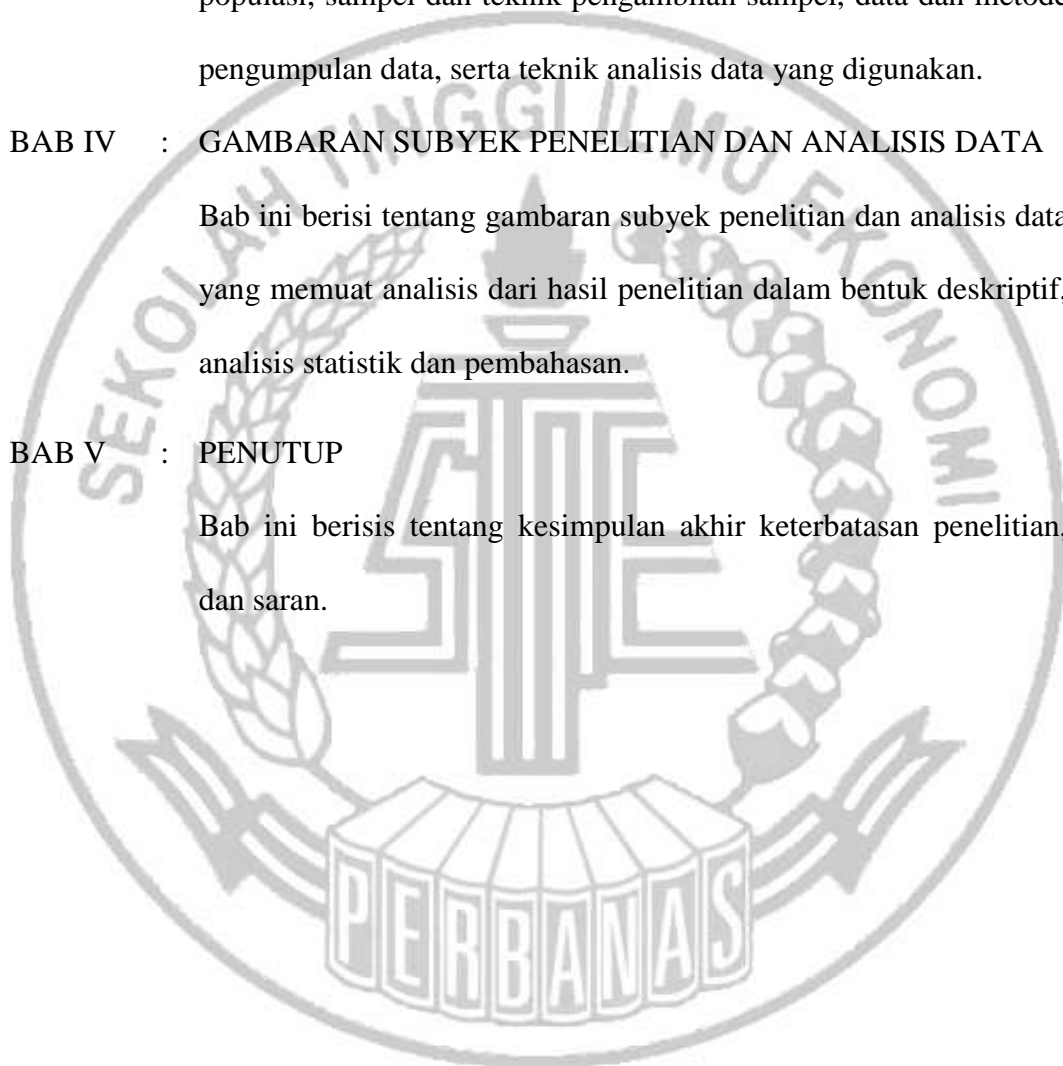 populasi, sampel dan teknik pengambilan sampel, data dan metode
pengumpulan data, serta teknik analisis data yang digunakan.
BAB IV : GAMBARAN SUBYEK PENELITIAN DAN ANALISIS DATA
Bab ini berisi tentang gambaran subyek penelitian dan analisis data
yang memuat analisis dari hasil penelitian dalam bentuk deskriptif,
analisis statistik dan pembahasan.
BAB V : PENUTUP
Bab ini berisis tentang kesimpulan akhir keterbatasan penelitian,
dan saran.
SEKOLAH TINGGI ILMU EKONOMI
STIE
PERBANAS